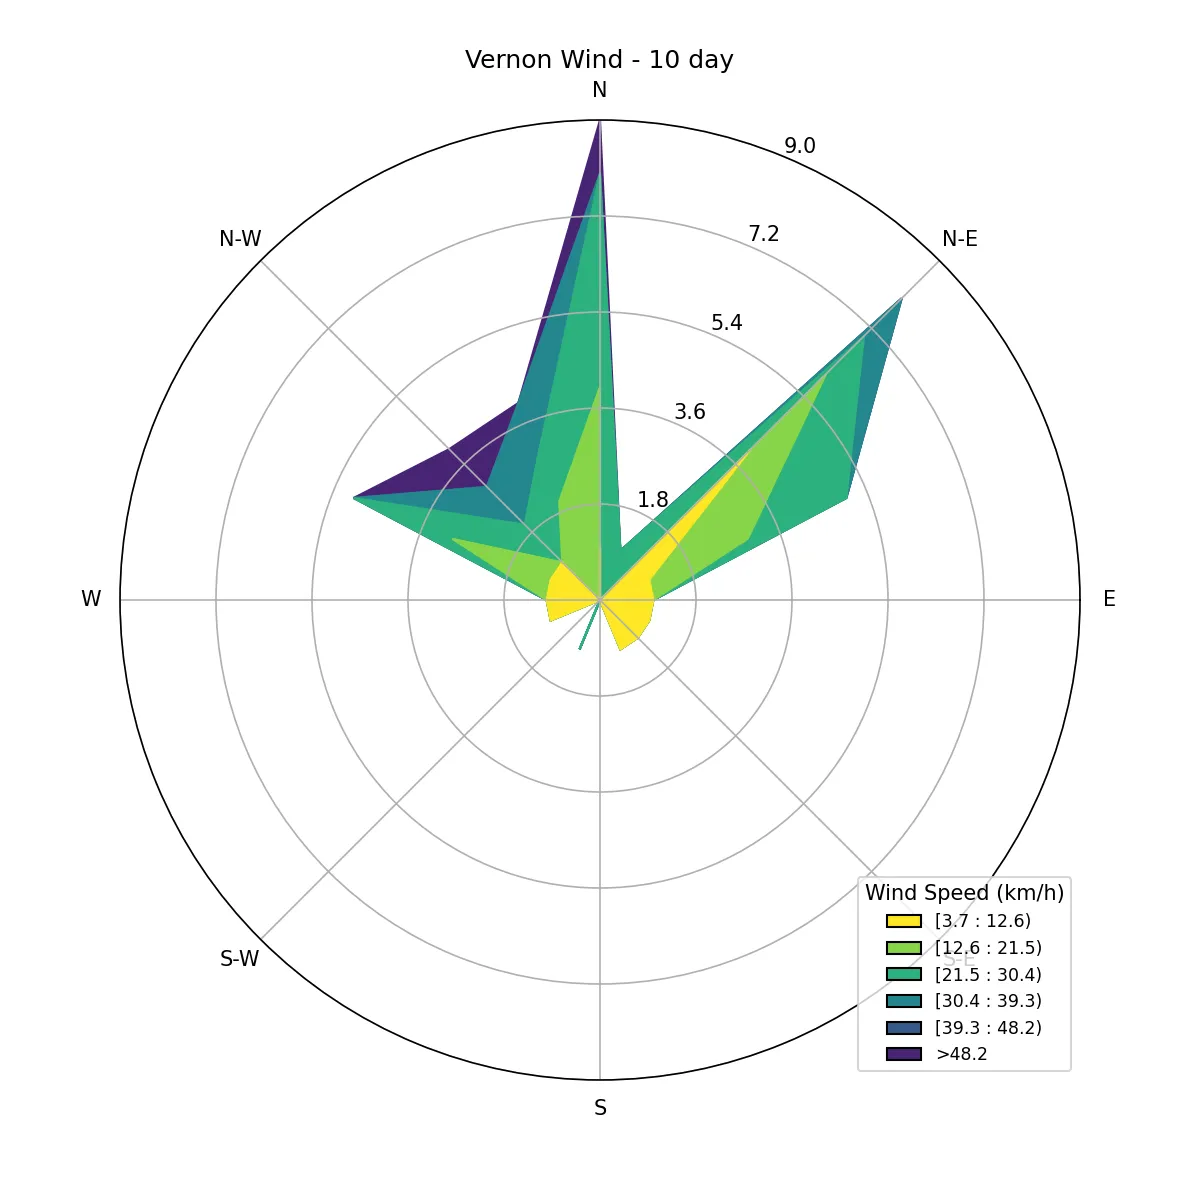 Vernon Wind - 10 day
N
9.0
N-W
7.2
N-E
5.4
3.6
1.8
W
E
Wind Speed (km/h)
[3.7 : 12.6)
[12.6 : 21.5)
S-W
S-E
[21.5 : 30.4)
[30.4 : 39.3)
[39.3 : 48.2)
>48.2
S